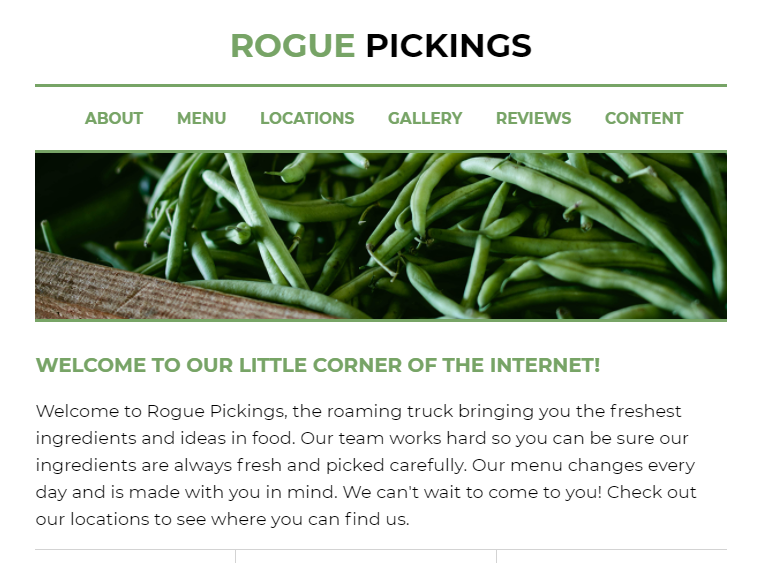 ROGUE PICKINGS
ABOUT MENU LOCATIONS GALLERY REVIEWS CONTENT
WELCOME TO OUR LITTLE CORNER OF THE INTERNET!
Welcome to Rogue Pickings, the roaming truck bringing you the freshest
ingredients and ideas in food. Our team works hard so you can be sure our
ingredients are always fresh and picked carefully. Our menu changes every
day and is made with you in mind. We can't wait to come to you! Check out
our locations to see where you can find us.